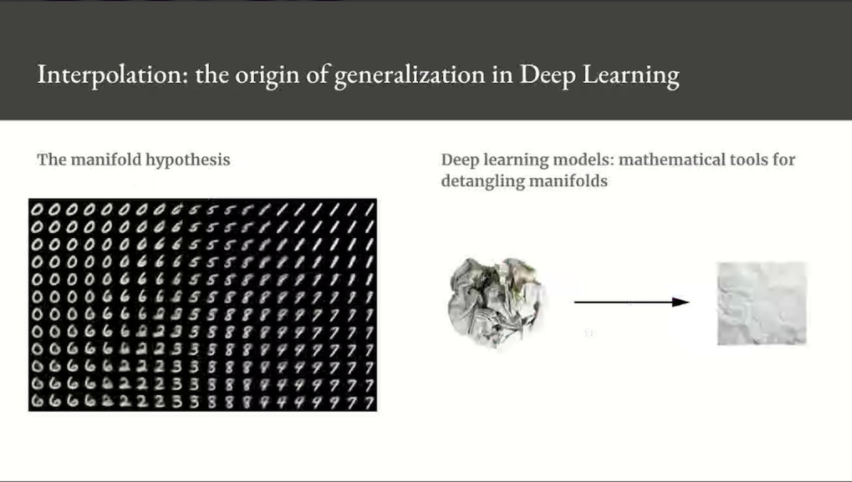 Interpolation: the origin of generalization in Deep Learning
The manifold hypothesis
Deep learning models: mathematical tools for
detangling manifolds